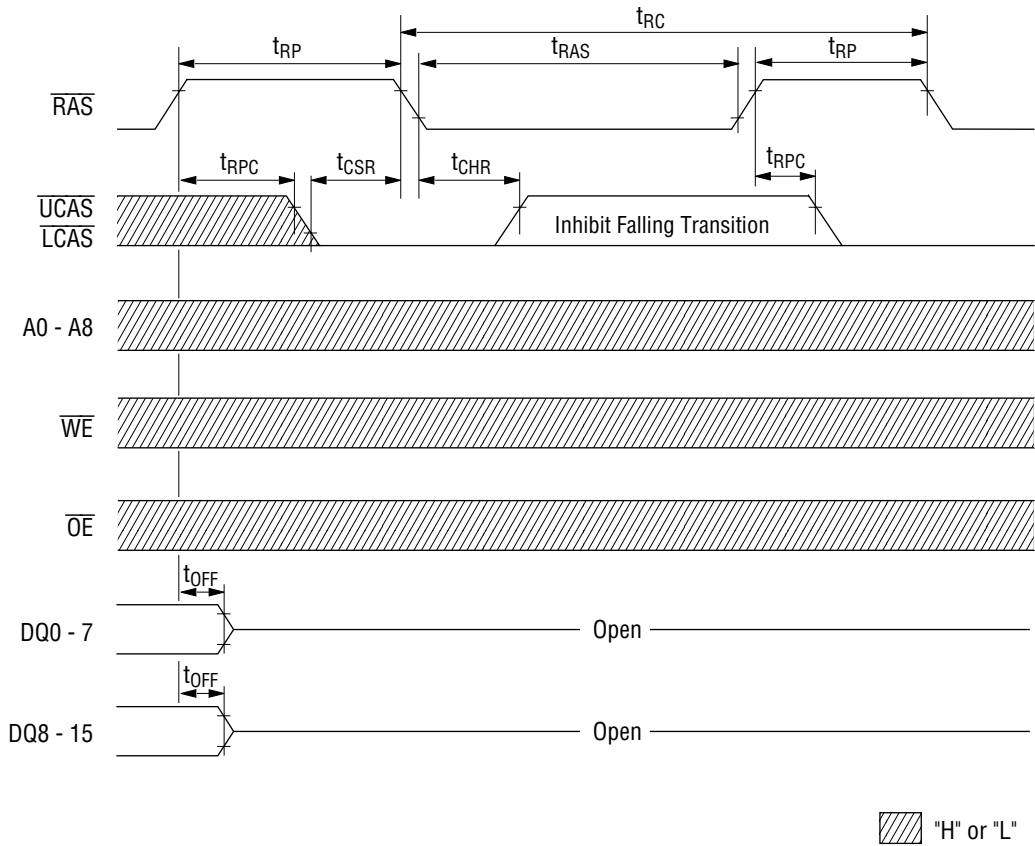 tRC
tRP tRAS tRP
RAS
tRPC tCSR tCHR tRPC
UCAS
LCAS
Inhibit Falling Transition
A0 - A8
WE
OE
tOFF
DQ0 - 7 Open
tOFF
DQ8 - 15 Open
"H" or "L"